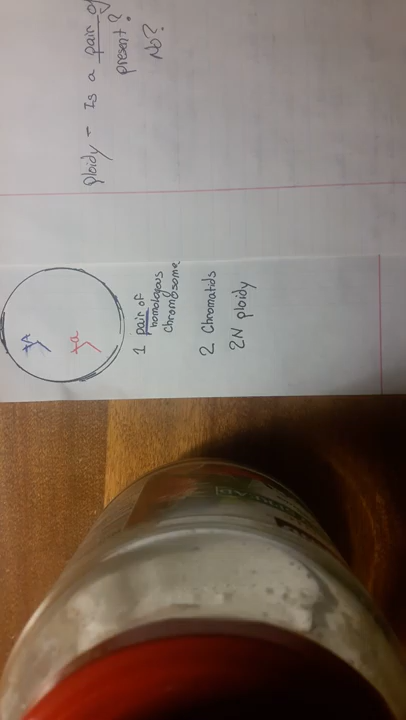 ploidy - Is a pair of
present?
No?
A
a
1 pair of
homologous
chromosome
2 Chromatids
2N ploidy